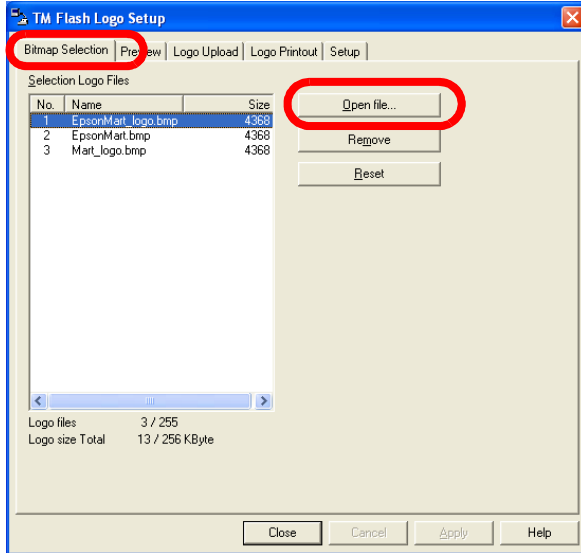 TM Flash Logo Setup
Bitmap Selection Preview Logo Upload Logo Printout Setup
Selection Logo Files
No. Name Size
1 EpsonMart_logo.bmp 4368
2 EpsonMart.bmp 4368
3 Mart_logo.bmp 4368
Open file...
Remove
Reset
Logo files 3 / 255
Logo size Total 13 / 256 KByte
Close Cancel Apply Help